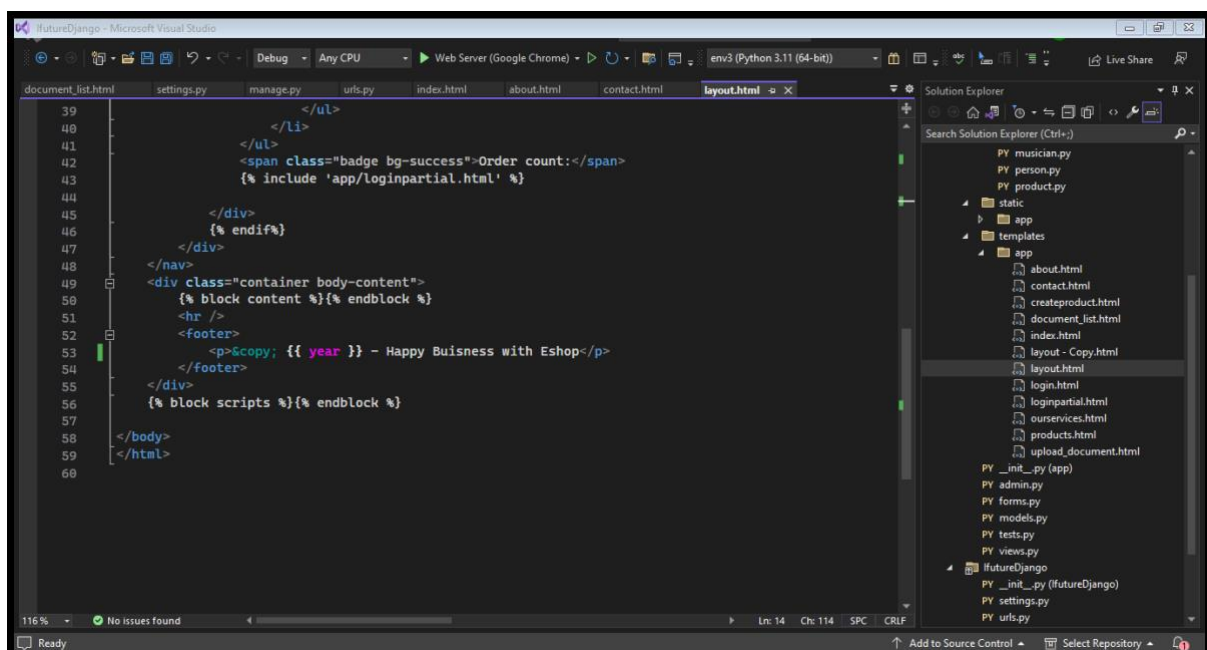 IfutureDjango - Microsoft Visual Studio
Debug Any CPU Web Server (Google Chrome) env3 (Python 3.11 (64-bit)) Live Share
document_list.html settings.py manage.py urls.py index.html about.html contact.html layout.html
39 </ul>
40 </li>
41 </ul>
42 <span class="badge bg-success">Order count:</span>
43 {% include 'app/loginpartial.html' %}
44
45 </div>
46 {% endif%}
47 </div>
48 </nav>
49 <div class="container body-content">
50 {% block content %}{% endblock %}
51 <hr />
52 <footer>
53 <p>&copy; {{ year }} - Happy Buisness with Eshop</p>
54 </footer>
55 </div>
56 {% block scripts %}{% endblock %}
57
58 </body>
59 </html>
60
116 % No issues found Ln: 14 Ch: 114 SPC CRLF
Solution Explorer
Search Solution Explorer (Ctrl+;)
PY musician.py
PY person.py
PY product.py
static
app
templates
app
about.html
contact.html
createproduct.html
document_list.html
index.html
layout - Copy.html
layout.html
login.html
loginpartial.html
ourservices.html
products.html
upload_document.html
PY __init__.py (app)
PY admin.py
PY forms.py
PY models.py
PY tests.py
PY views.py
IfutureDjango
PY __init__.py (IfutureDjango)
PY settings.py
PY urls.py
Ready Add to Source Control Select Repository 1